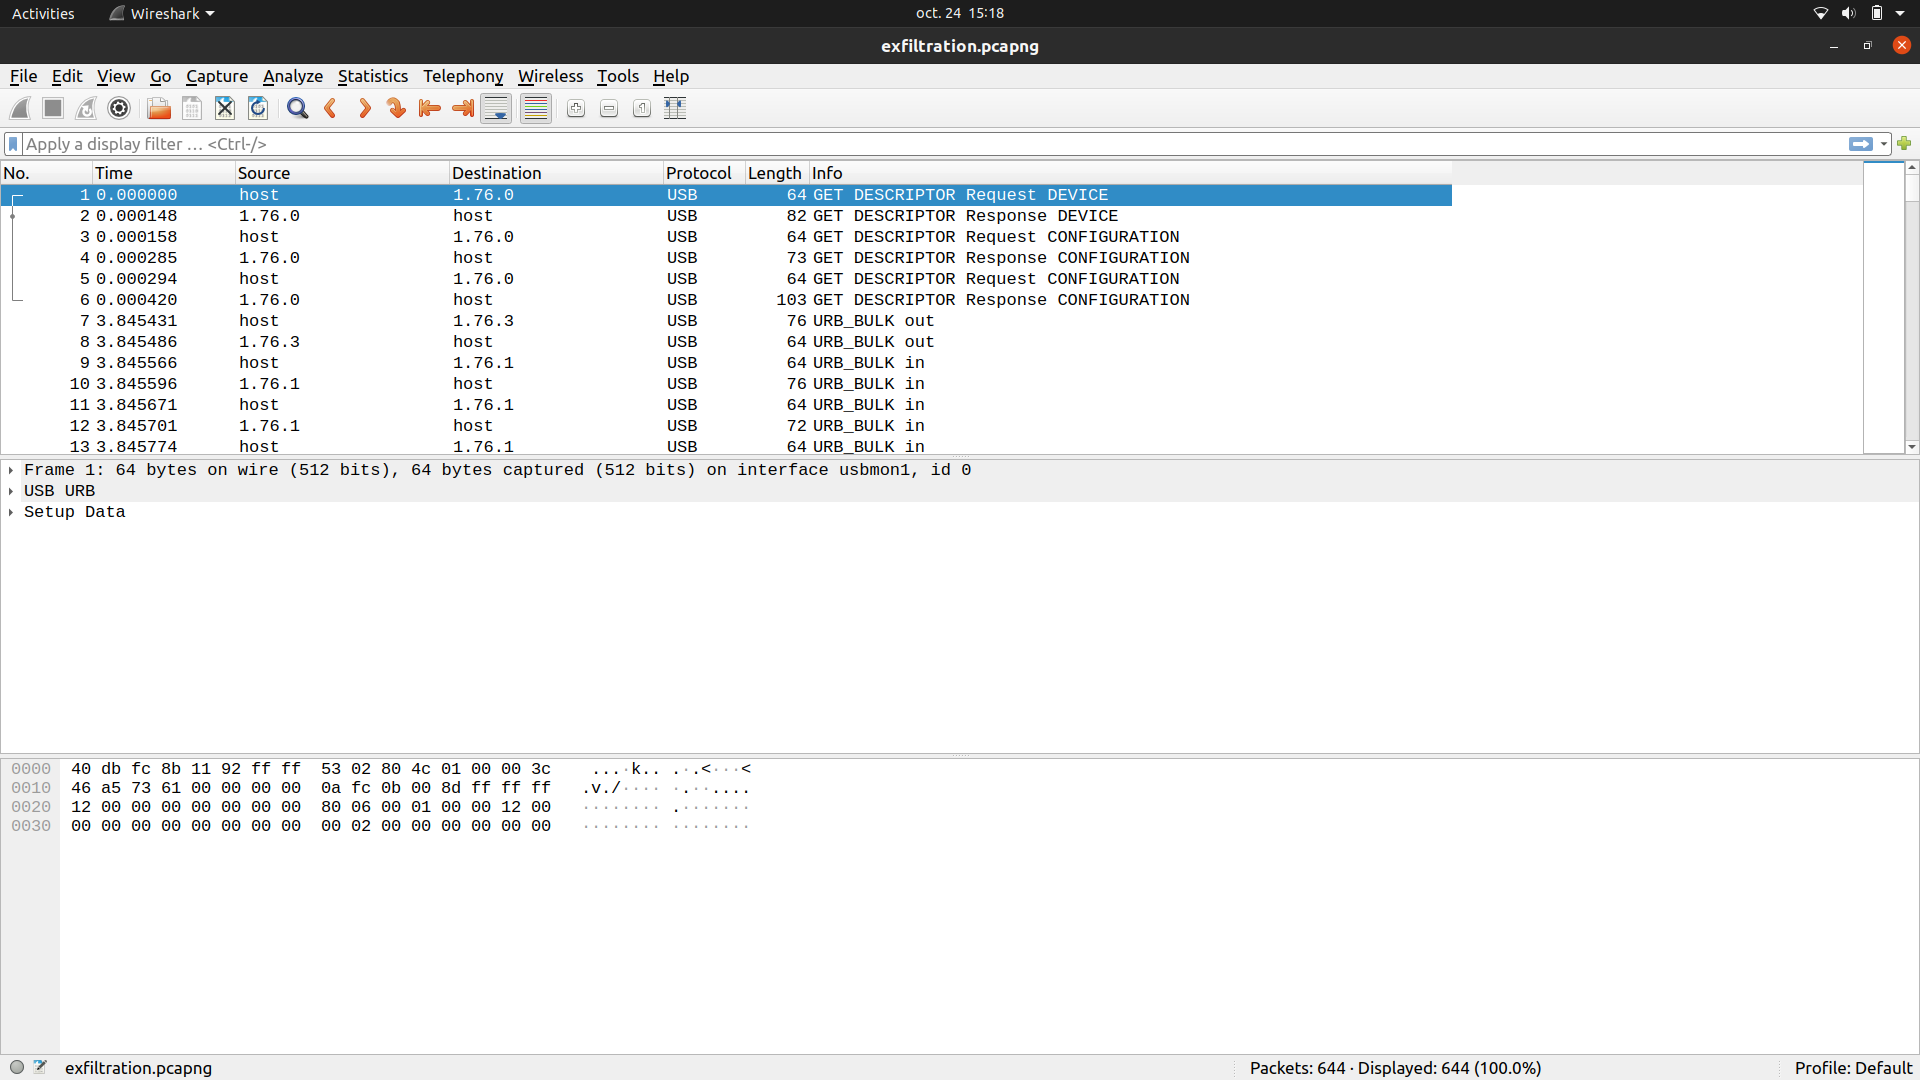 Activities Wireshark oct. 24 15:18
exfiltration.pcapng
File Edit View Go Capture Analyze Statistics Telephony Wireless Tools Help
Apply a display filter … <Ctrl-/>
No. Time Source Destination Protocol Length Info
1 0.000000 host 1.76.0 USB 64 GET DESCRIPTOR Request DEVICE
2 0.000148 1.76.0 host USB 82 GET DESCRIPTOR Response DEVICE
3 0.000158 host 1.76.0 USB 64 GET DESCRIPTOR Request CONFIGURATION
4 0.000285 1.76.0 host USB 73 GET DESCRIPTOR Response CONFIGURATION
5 0.000294 host 1.76.0 USB 64 GET DESCRIPTOR Request CONFIGURATION
6 0.000420 1.76.0 host USB 103 GET DESCRIPTOR Response CONFIGURATION
7 3.845431 host 1.76.3 USB 76 URB_BULK out
8 3.845486 1.76.3 host USB 64 URB_BULK out
9 3.845566 host 1.76.1 USB 64 URB_BULK in
10 3.845596 1.76.1 host USB 76 URB_BULK in
11 3.845671 host 1.76.1 USB 64 URB_BULK in
12 3.845701 1.76.1 host USB 72 URB_BULK in
13 3.845774 host 1.76.1 USB 64 URB_BULK in
Frame 1: 64 bytes on wire (512 bits), 64 bytes captured (512 bits) on interface usbmon1, id 0
USB URB
Setup Data
0000 40 db fc 8b 11 92 ff ff 53 02 80 4c 01 00 00 3c ...·k.. .·.<···<
0010 46 a5 73 61 00 00 00 00 0a fc 0b 00 8d ff ff ff .v./···· .··....
0020 12 00 00 00 00 00 00 00 80 06 00 01 00 00 12 00 ········ .·······
0030 00 00 00 00 00 00 00 00 00 02 00 00 00 00 00 00 ········ ········
exfiltration.pcapng Packets: 644 · Displayed: 644 (100.0%) Profile: Default